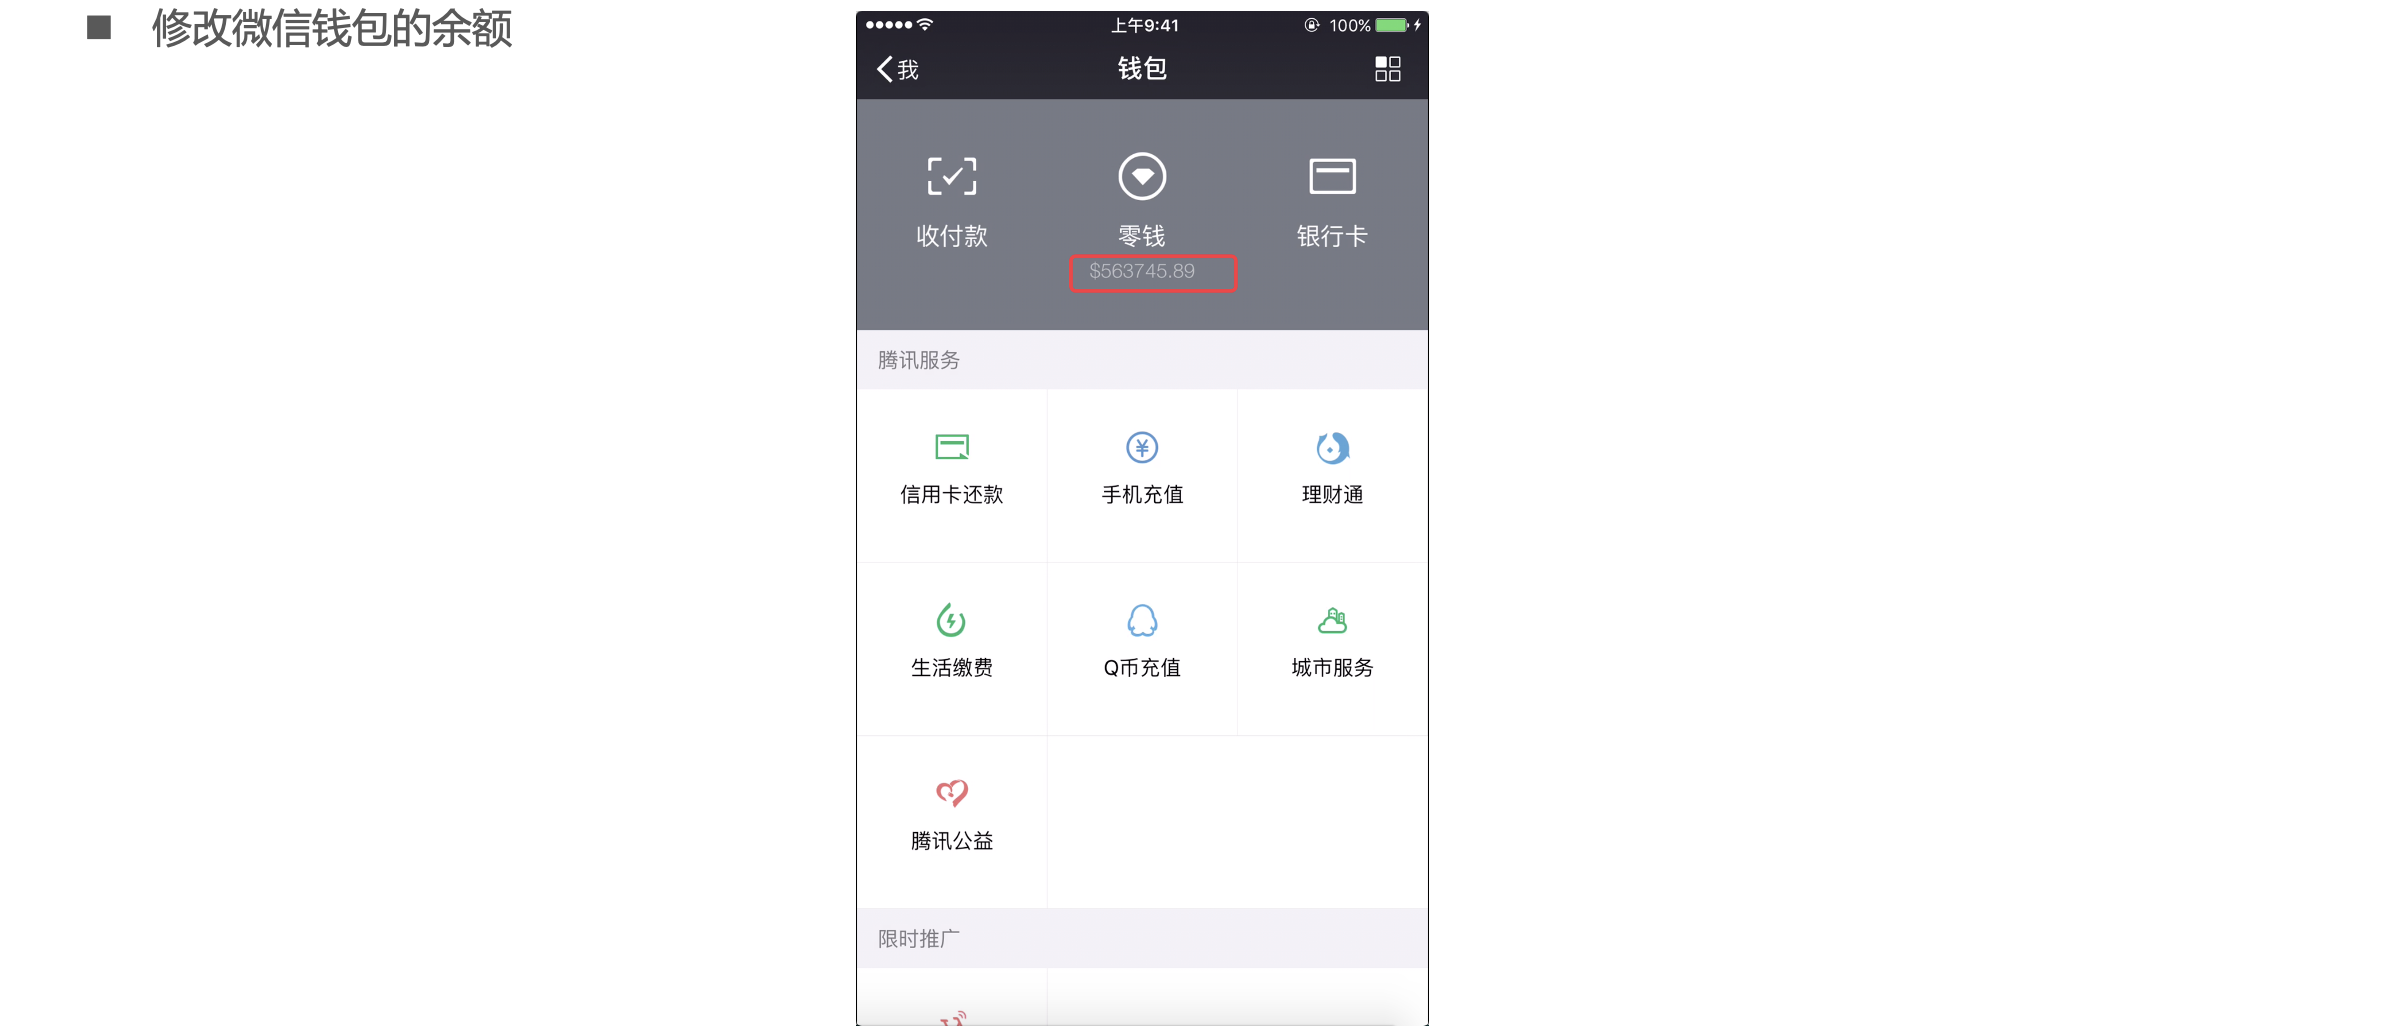 ■ 修改微信钱包的余额
上午9:41
100%
我
钱包
收付款
零钱
银行卡
$563745.89
腾讯服务
信用卡还款
手机充值
理财通
生活缴费
Q币充值
城市服务
腾讯公益
限时推广